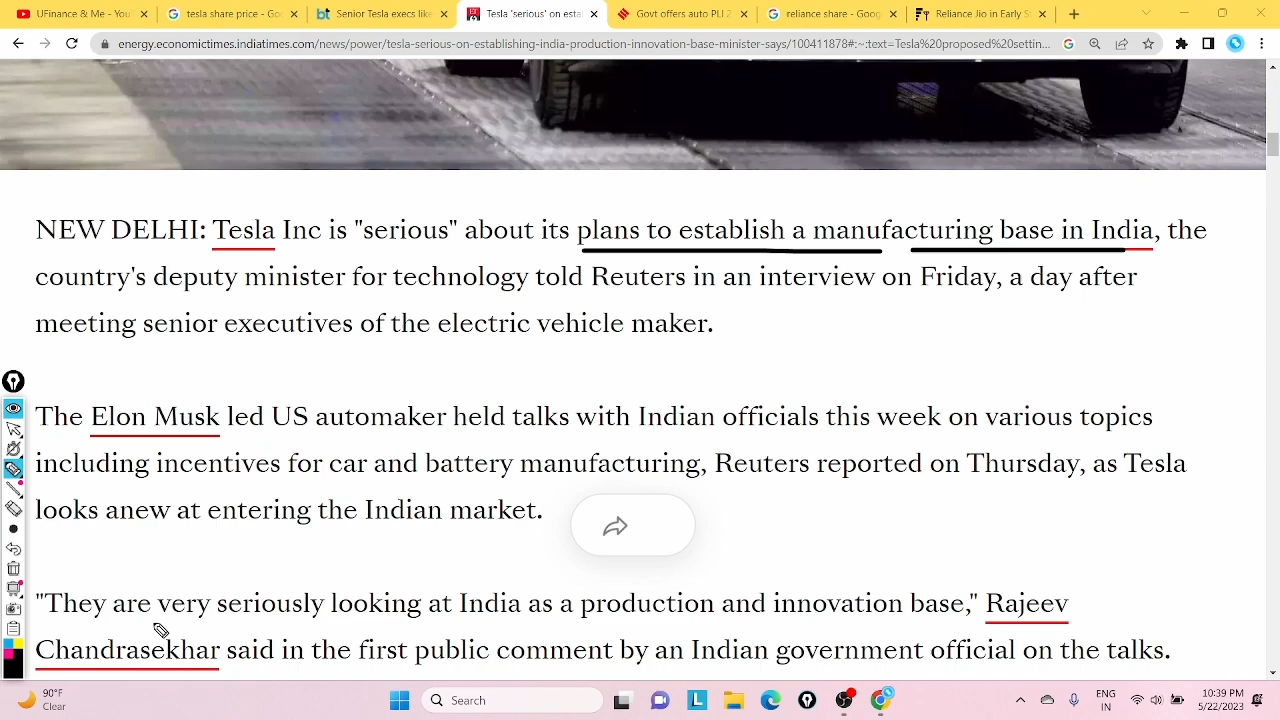 UFinance & Me - You
tesla share price - Goo
Senior Tesla execs like
Tesla 'serious' on esta
Govt offers auto PLI 2
reliance share - Goog
Reliance Jio in Early S
energy.economictimes.indiatimes.com/news/power/tesla-serious-on-establishing-india-production-innovation-base-minister-says/100411878#:~:text=Tesla%20proposed%20settin...
NEW DELHI: Tesla Inc is "serious" about its plans to establish a manufacturing base in India, the
country's deputy minister for technology told Reuters in an interview on Friday, a day after
meeting senior executives of the electric vehicle maker.
The Elon Musk led US automaker held talks with Indian officials this week on various topics
including incentives for car and battery manufacturing, Reuters reported on Thursday, as Tesla
looks anew at entering the Indian market.
"They are very seriously looking at India as a production and innovation base," Rajeev
Chandrasekhar said in the first public comment by an Indian government official on the talks.
90°F
Clear
Search
ENG
IN
10:39 PM
5/22/2023